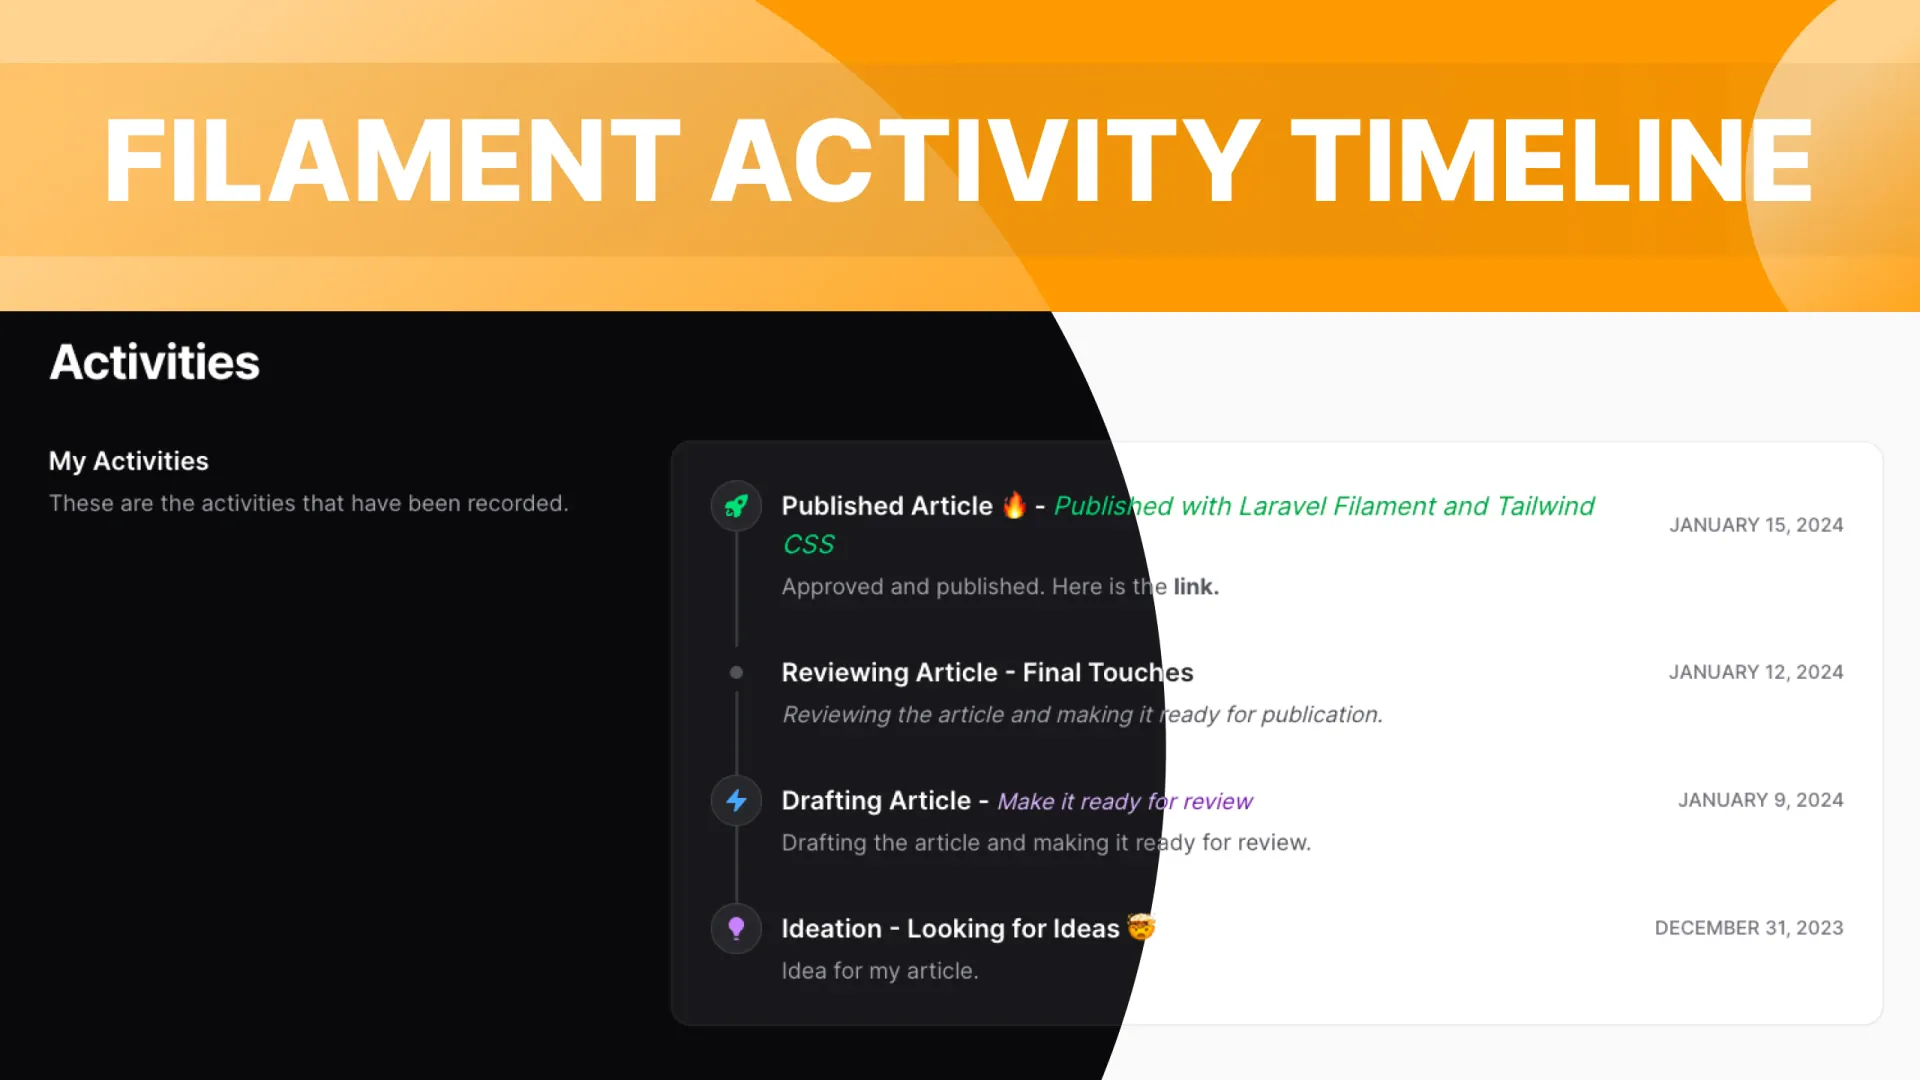 FILAMENT ACTIVITY TIMELINE
Activities
My Activities
These are the activities that have been recorded.
Published Article 🔥 - Published with Laravel Filament and Tailwind
CSS
JANUARY 15, 2024
Approved and published. Here is the link.
Reviewing Article - Final Touches
JANUARY 12, 2024
Reviewing the article and making it ready for publication.
Drafting Article - Make it ready for review
JANUARY 9, 2024
Drafting the article and making it ready for review.
Ideation - Looking for Ideas 🤯
DECEMBER 31, 2023
Idea for my article.